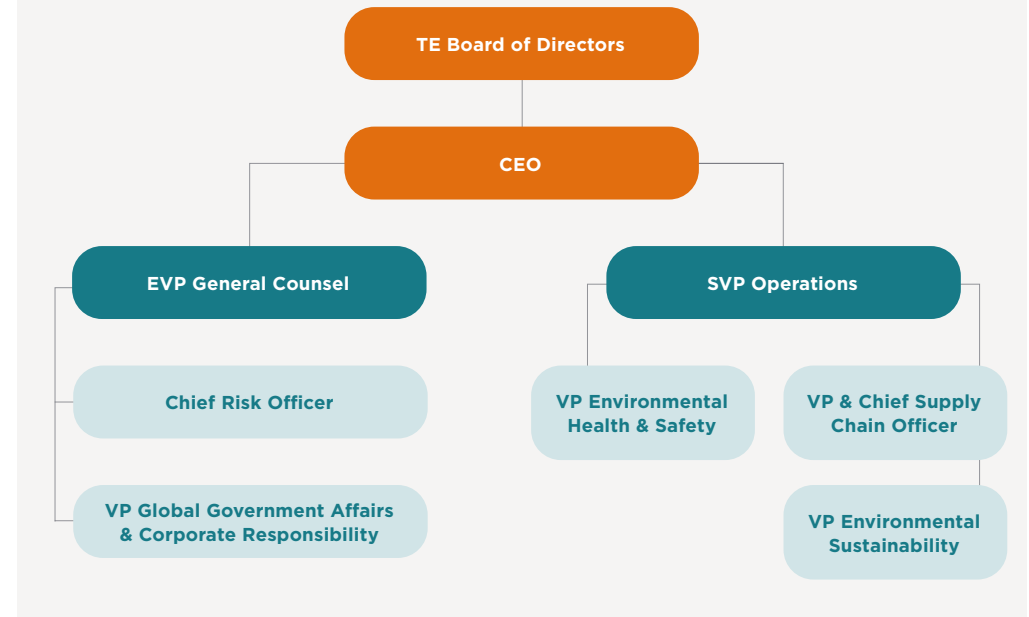 TE Board of Directors
CEO
EVP General Counsel
SVP Operations
Chief Risk Officer
VP Environmental
Health & Safety
VP & Chief Supply
Chain Officer
VP Global Government Affairs
& Corporate Responsibility
VP Environmental
Sustainability